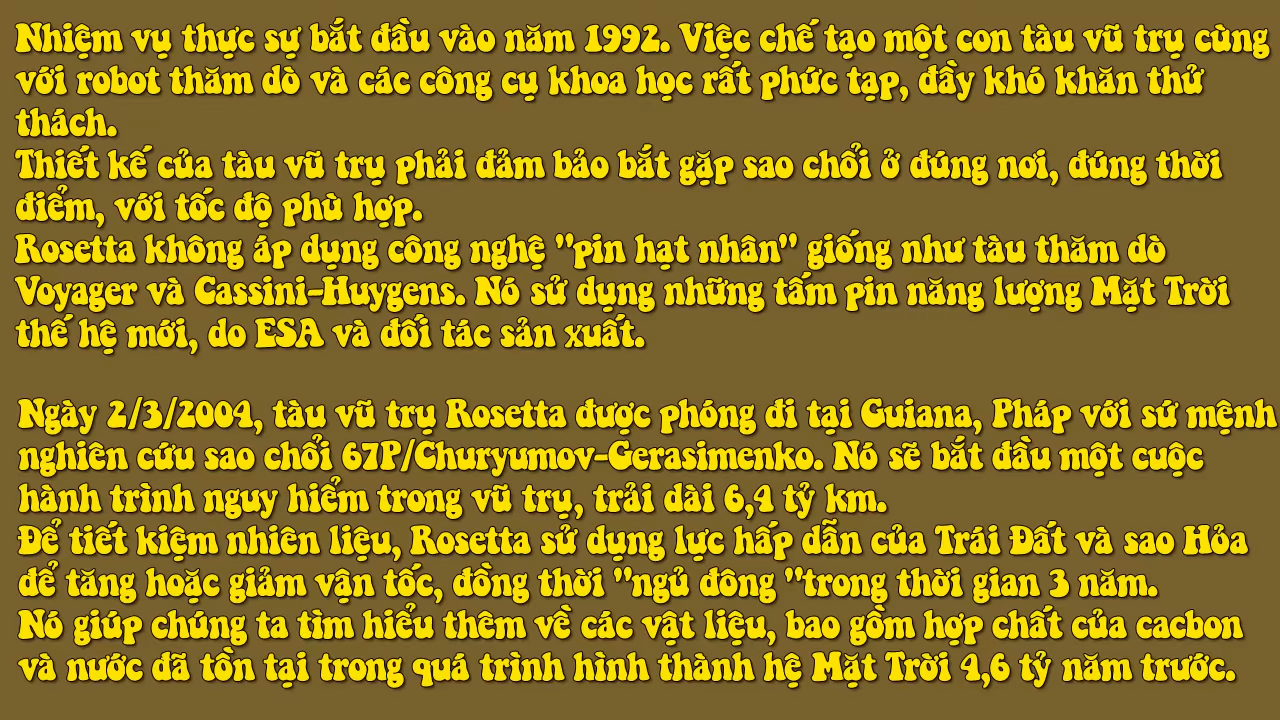 Nhiệm vụ thực sự bắt đầu vào năm 1992. Việc chế tạo một con tàu vũ trụ cùng
với robot thăm dò và các công cụ khoa học rất phức tạp, đầy khó khăn thử
thách.
Thiết kế của tàu vũ trụ phải đảm bảo bắt gặp sao chổi ở đúng nơi, đúng thời
điểm, với tốc độ phù hợp.
Rosetta không áp dụng công nghệ "pin hạt nhân" giống như tàu thăm dò
Voyager và Cassini-Huygens. Nó sử dụng những tấm pin năng lượng Mặt Trời
thế hệ mới, do ESA và đối tác sản xuất.
Ngày 2/3/2004, tàu vũ trụ Rosetta được phóng đi tại Guiana, Pháp với sứ mệnh
nghiên cứu sao chổi 67P/Churyumov-Gerasimenko. Nó sẽ bắt đầu một cuộc
hành trình nguy hiểm trong vũ trụ, trải dài 6,4 tỷ km.
Để tiết kiệm nhiên liệu, Rosetta sử dụng lực hấp dẫn của Trái Đất và sao Hỏa
để tăng hoặc giảm vận tốc, đồng thời "ngủ đông "trong thời gian 3 năm.
Nó giúp chúng ta tìm hiểu thêm về các vật liệu, bao gồm hợp chất của cacbon
và nước đã tồn tại trong quá trình hình thành hệ Mặt Trời 4,6 tỷ năm trước.